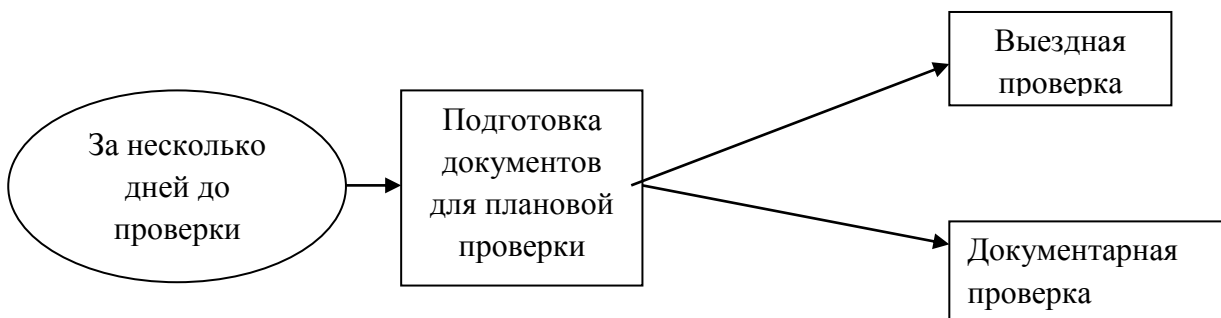 За несколько
дней до
проверки
Подготовка
документов
для плановой
проверки
Выездная
проверка
Документарная
проверка